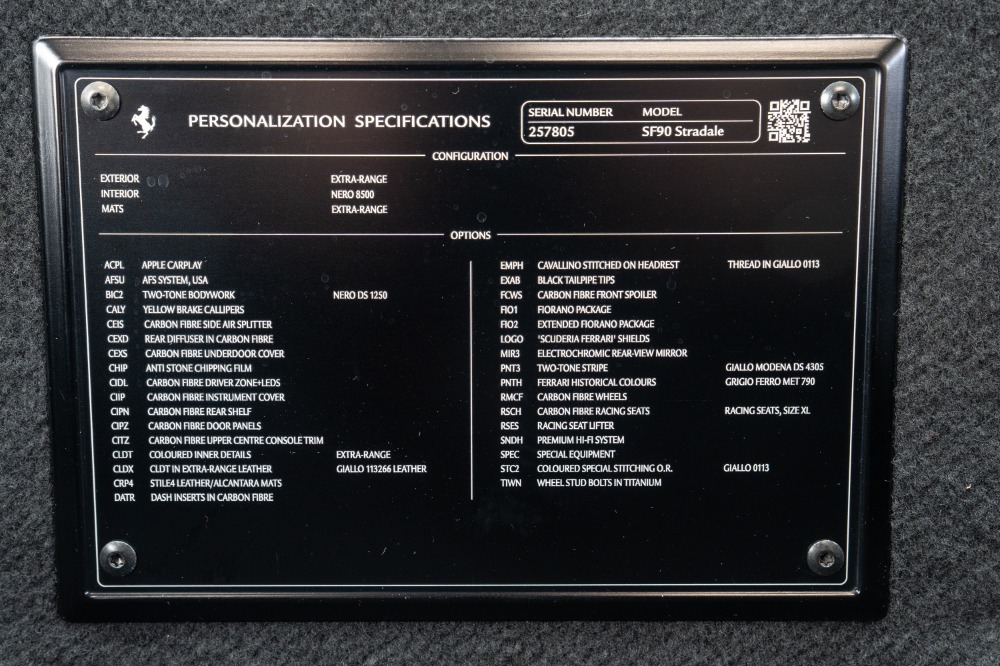 PERSONALIZATION SPECIFICATIONS
SERIAL NUMBER MODEL
257805 SF90 Stradale
CONFIGURATION
EXTERIOR EXTRA-RANGE
INTERIOR NERO 8500
MATS EXTRA-RANGE
OPTIONS
ACPL APPLE CARPLAY
AFSU AFS SYSTEM, USA
BIC2 TWO-TONE BODYWORK NERO DS 1250
CALY YELLOW BRAKE CALLIPERS
CEIS CARBON FIBRE SIDE AIR SPLITTER
CEXD REAR DIFFUSER IN CARBON FIBRE
CEXS CARBON FIBRE UNDERDOOR COVER
CHIP ANTI STONE CHIPPING FILM
CIDL CARBON FIBRE DRIVER ZONE+LEDS
CIIP CARBON FIBRE INSTRUMENT COVER
CIPN CARBON FIBRE REAR SHELF
CIPZ CARBON FIBRE DOOR PANELS
CITZ CARBON FIBRE UPPER CENTRE CONSOLE TRIM
CLDT COLOURED INNER DETAILS EXTRA-RANGE
CLDX CLDT IN EXTRA-RANGE LEATHER GIALLO 113266 LEATHER
CRP4 STILE4 LEATHER/ALCANTARA MATS
DATR DASH INSERTS IN CARBON FIBRE
EMPH CAVALLINO STITCHED ON HEADREST THREAD IN GIALLO 0113
EXAB BLACK TAILPIPE TIPS
FCWS CARBON FIBRE FRONT SPOILER
FIO1 FIORANO PACKAGE
FIO2 EXTENDED FIORANO PACKAGE
LOGO 'SCUDERIA FERRARI' SHIELDS
MIR3 ELECTROCHROMIC REAR-VIEW MIRROR
PNT3 TWO-TONE STRIPE GIALLO MODENA DS 4305
PNTH FERRARI HISTORICAL COLOURS GRIGIO FERRO MET 790
RMCF CARBON FIBRE WHEELS
RSCH CARBON FIBRE RACING SEATS RACING SEATS, SIZE XL
RSES RACING SEAT LIFTER
SNDH PREMIUM HI-FI SYSTEM
SPEC SPECIAL EQUIPMENT
STC2 COLOURED SPECIAL STITCHING O.R. GIALLO 0113
TIWN WHEEL STUD BOLTS IN TITANIUM